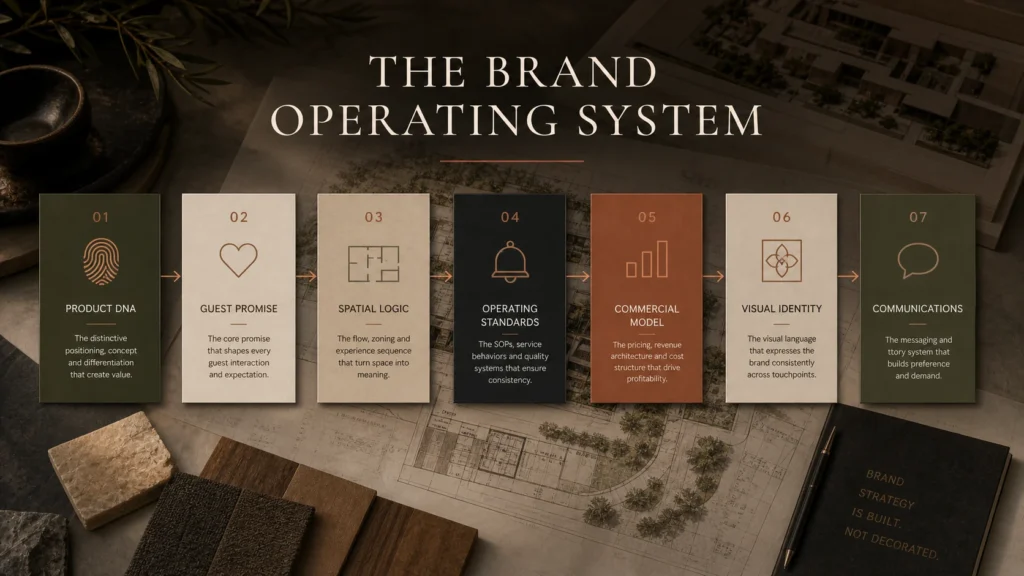 THE BRAND
OPERATING SYSTEM
01
PRODUCT DNA
The distinctive
positioning, concept
and differentiation
that create value.
02
GUEST PROMISE
The core promise
that shapes every
guest interaction
and expectation.
03
SPATIAL LOGIC
The flow, zoning and
experience sequence
that turn space into
meaning.
04
OPERATING
STANDARDS
The SOPs, service
behaviors and quality
systems that ensure
consistency.
05
COMMERCIAL
MODEL
The pricing, revenue
architecture and cost
structure that drive
profitability.
06
VISUAL IDENTITY
The visual language
that expresses the
brand consistently
across touchpoints.
07
COMMUNICATIONS
The messaging and
ttory system that
builds preference
and demand.
BRAND
STRATEGY
IS BUILT.
NOT DECORATED.